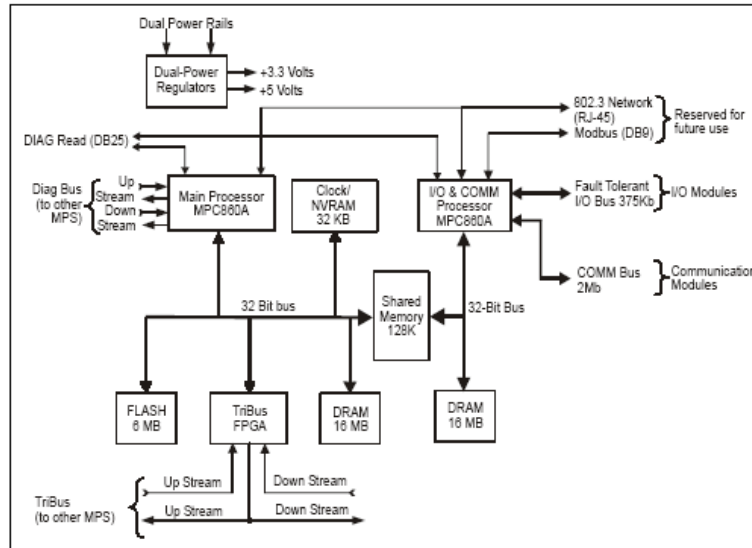 Dual Power Rails
Dual-Power
Regulators
+3.3 Volts
+5 Volts
802.3 Network
(RJ-45)
Modbus (DB9)
Reserved for
future use
DIAG Read (DB25)
Diag Bus
(to other
MPS)
Up
Stream
Down
Stream
Main Processor
MPC860A
Clock/
NVRAM
32 KB
I/O & COMM
Processor
MPC860A
Fault Tolerant
I/O Bus 375Kb
I/O Modules
COMM Bus
2Mb
Communication
Modules
32 Bit bus
Shared
Memory
128K
32-Bit Bus
FLASH
6 MB
TriBus
FPGA
DRAM
16 MB
DRAM
16 MB
Up Stream
Down Stream
TriBus
(to other MPS)
Up Stream
Down Stream